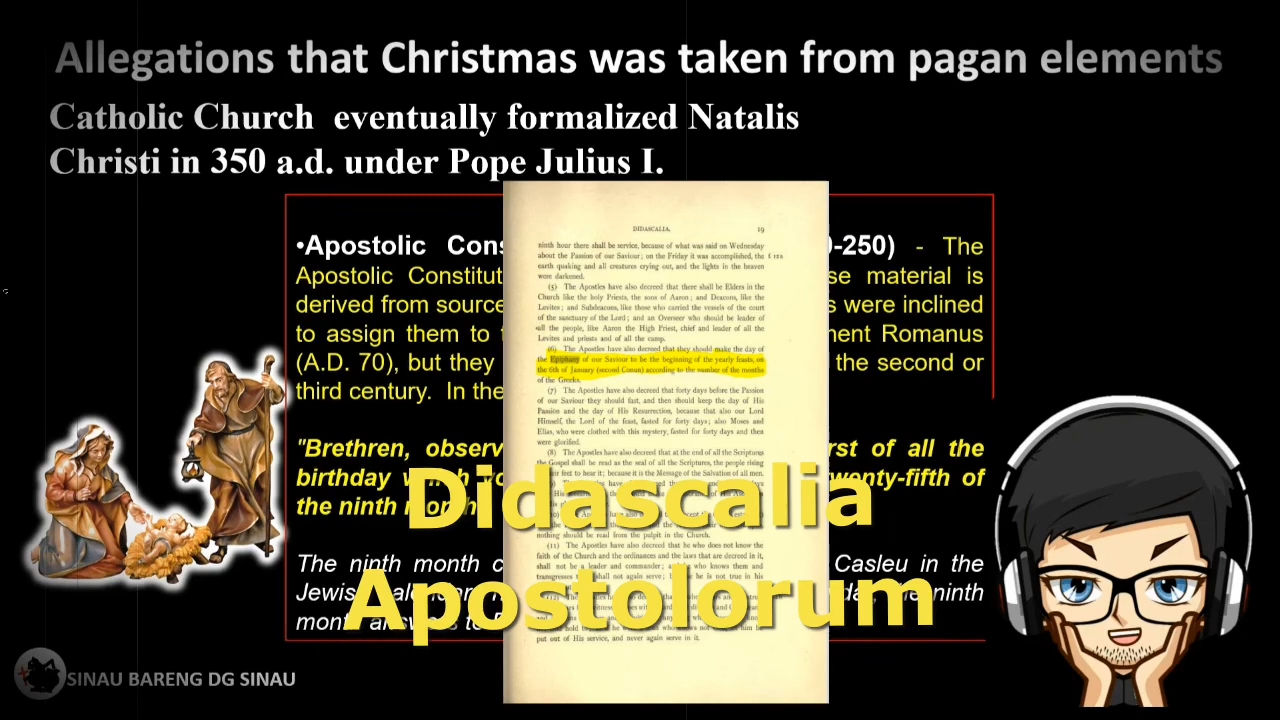 Allegations that Christmas was taken from pagan elements
Catholic Church eventually formalized Natalis
Christi in 350 a.d. under Pope Julius I.
•Apostolic Cons -250) - The
Apostolic Constitut se material is
derived from source s were inclined
to assign them to ent Romanus
(A.D. 70), but they the second or
third century. In the
"Brethren, observ rst of all the
birthday wenty-fifth of
the ninth month
The ninth month c Casleu in the
Jewis ninth
mont
DIDASCALIA. 19
ninth hour there shall be service, because of what was said on Wednesday
about the Passion of our Saviour; on the Friday it was accomplished, the
earth quaking and all creatures crying out, and the lights in the heaven
were darkened.
(5) The Apostles have also decreed that there shall be Elders in the
Church like the holy Priests, the sons of Aaron; and Deacons, like the
Levites; and Subdeacons, like those who carried the vessels of the court
of the sanctuary of the Lord; and an Overseer who should be leader of
all the people, like Aaron the High Priest, chief and leader of all the
Levites and priests and of all the camp.
(6) The Apostles have also decreed that they should make the day of
the Epiphany of our Saviour to be the beginning of the yearly feasts, on
the 6th of January (second Conun) according to the number of the months
of the Greeks.
(7) The Apostles have also decreed that forty days before the Passion
of our Saviour they should fast, and then should keep the day of His
Passion and the day of His Resurrection, because that also our Lord
Himself, the Lord of the feast, fasted for forty days; also Moses and
Elias, who were clothed with this mystery, fasted for forty days and then
were glorified.
(8) The Apostles have also decreed that at the end of all the Scriptures
the Gospel shall be read as the seal of all the Scriptures, the people rising
feet to hear it; because it is the Message of the Salvation of all men.
nothing should be read from the pulpit in the Church.
(11) The Apostles have also decreed that he who does not know the
faith of the Church and the ordinances and the laws that are decreed in it,
shall not be a leader and commander; and who knows them and
transgresses shall not again serve; he is not true in his
put out of His service, and never again serve in it.
Didascalia
Apostolorum
SINAU BARENG DG SINAU